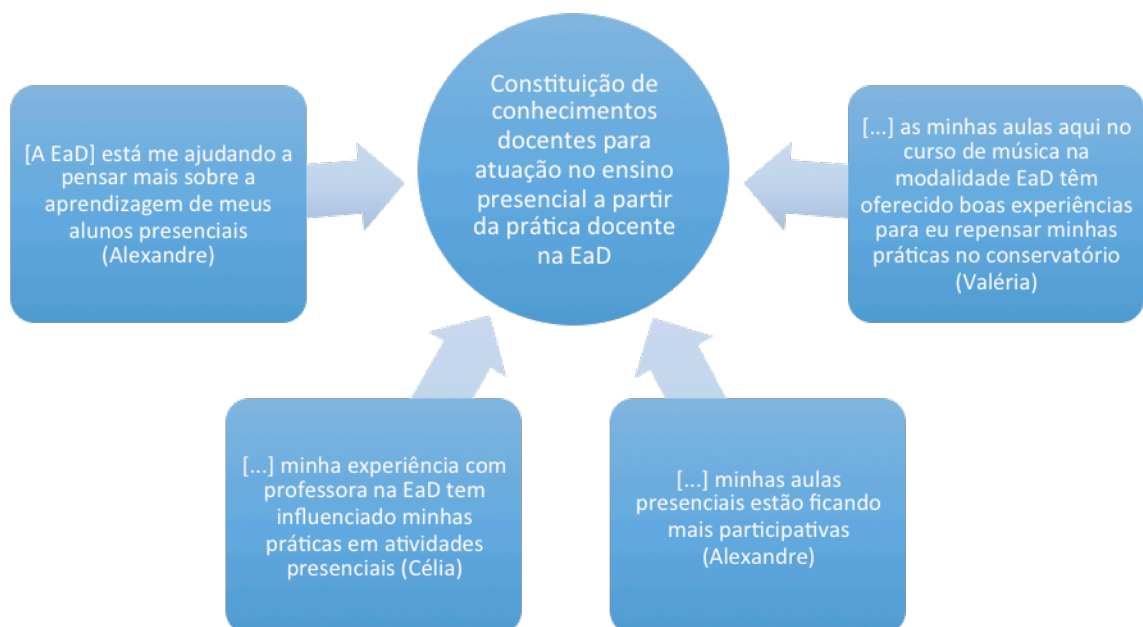 Constituição de
conhecimentos
docentes para
atuação no ensino
presencial a partir
da prática docente
na EaD
[A EaD] está me ajudando a
pensar mais sobre a
aprendizagem de meus
alunos presenciais
(Alexandre)
[...] as minhas aulas aqui no
curso de música na
modalidade EaD têm
oferecido boas experiências
para eu repensar minhas
práticas no conservatório
(Valéria)
[...] minha experiência com
professora na EaD tem
influenciado minhas
práticas em atividades
presenciais (Célia)
[...] minhas aulas
presenciais estão ficando
mais participativas
(Alexandre)